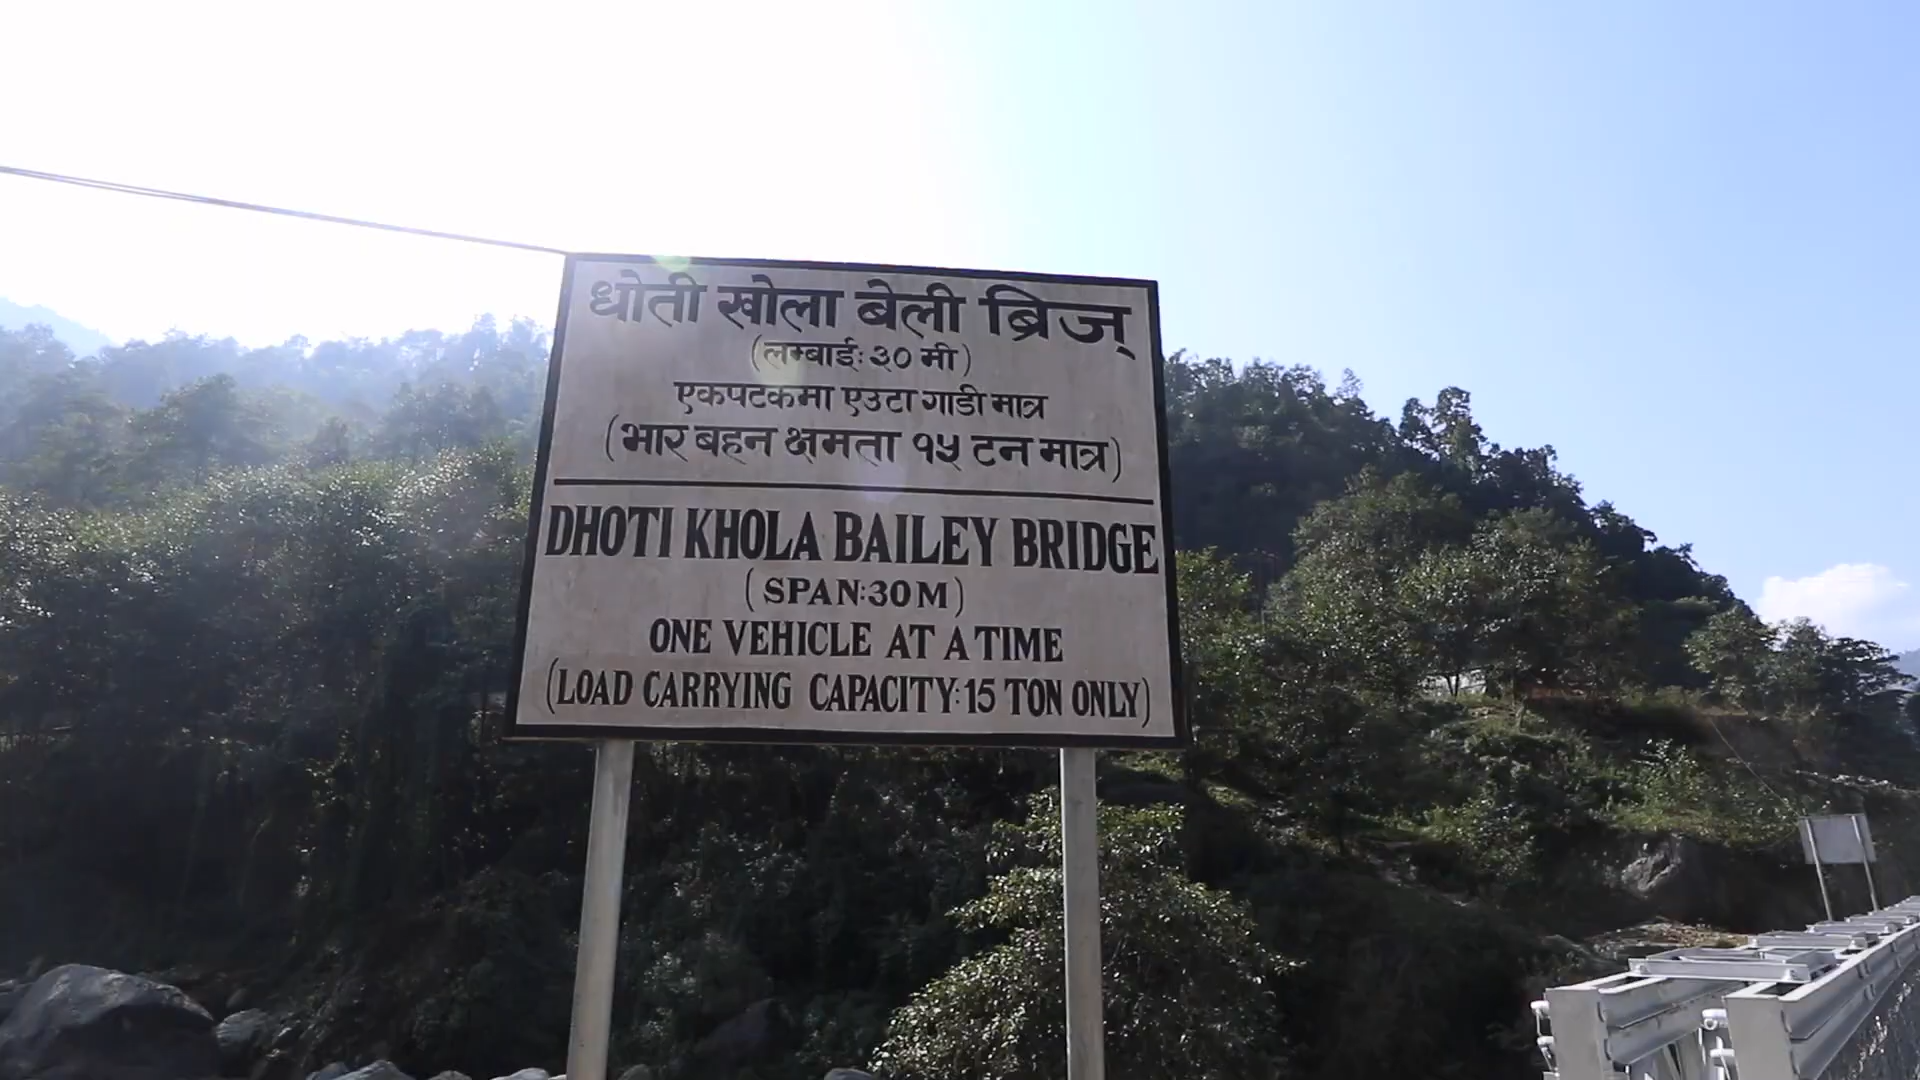 धोती खोला बेली ब्रिज्
(लम्बाई: ३० मी)
एकपटकमा एउटा गाडी मात्र
(भार बहन क्षमता १५ टन मात्र)
DHOTI KHOLA BAILEY BRIDGE
(SPAN:30M)
ONE VEHICLE AT A TIME
(LOAD CARRYING CAPACITY:15 TON ONLY)